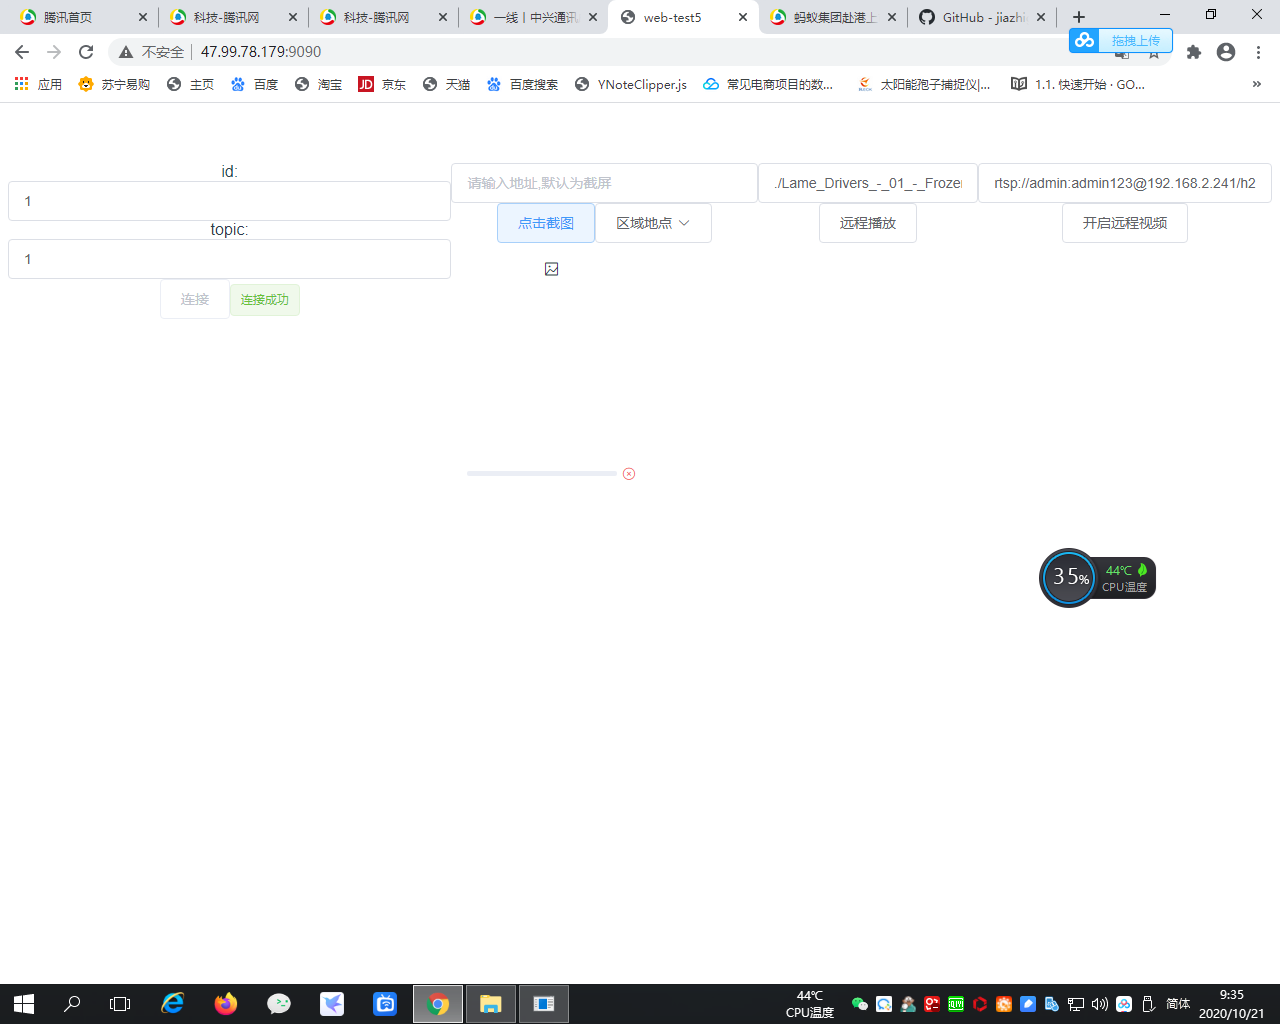 腾讯首页
科技-腾讯网
科技-腾讯网
一线丨中兴通讯
web-test5
蚂蚁集团赴港上
GitHub - jiazhi
拖拽上传
不安全
47.99.78.179:9090
应用
苏宁易购
主页
百度
淘宝
JD
京东
天猫
百度搜索
YNoteClipper.js
常见电商项目的数...
太阳能孢子捕捉仪|...
1.1. 快速开始 · GO...
»
id:
1
topic:
1
连接
连接成功
请输入地址,默认为截屏
点击截图
区域地点
./Lame_Drivers_-_01_-_Frozen
远程播放
rtsp://admin:admin123@192.168.2.241/h2
开启远程视频
35%
44℃
CPU温度
44℃
CPU温度
简体
9:35
2020/10/21